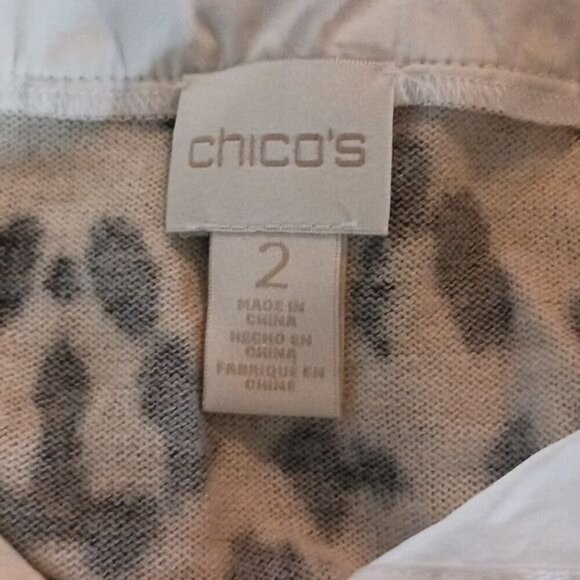 chico's
2
MADE IN
CHINA
HECHO EN
CHINA
FABRIQUE EN
CHINE